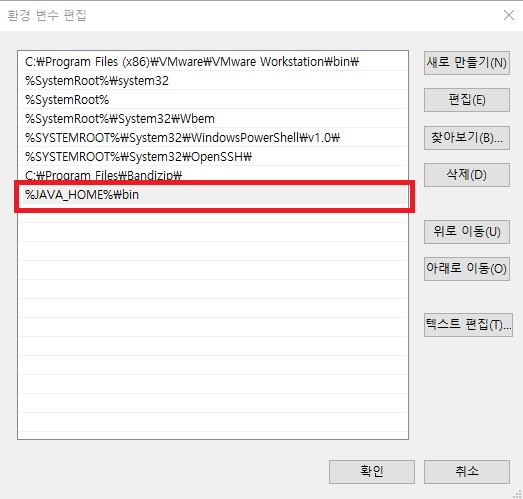 환경 변수 편집
C:₩Program Files (x86)₩VMware₩VMware Workstation₩bin₩
%SystemRoot%₩system32
%SystemRoot%
%SystemRoot%₩System32₩Wbem
%SYSTEMROOT%₩System32₩WindowsPowerShell₩v1.0₩
%SYSTEMROOT%₩System32₩OpenSSH₩
C:₩Program Files₩Bandizip₩
%JAVA_HOME%₩bin
새로 만들기(N)
편집(E)
찾아보기(B)...
삭제(D)
위로 이동(U)
아래로 이동(O)
텍스트 편집(T)...
확인
취소